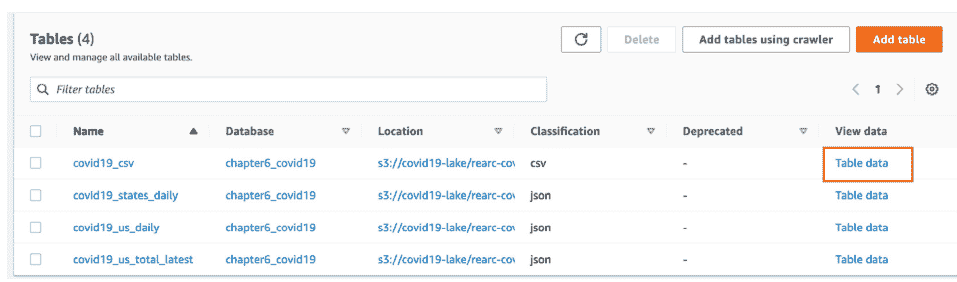 Tables (4)
View and manage all available tables.
Delete
Add tables using crawler
Add table
Filter tables
1
Name Database Location Classification Deprecated View data
covid19_csv chapter6_covid19 s3://covid19-lake/rearc-cov csv - Table data
covid19_states_daily chapter6_covid19 s3://covid19-lake/rearc-cov json - Table data
covid19_us_daily chapter6_covid19 s3://covid19-lake/rearc-cov json - Table data
covid19_us_total_latest chapter6_covid19 s3://covid19-lake/rearc-cov json - Table data